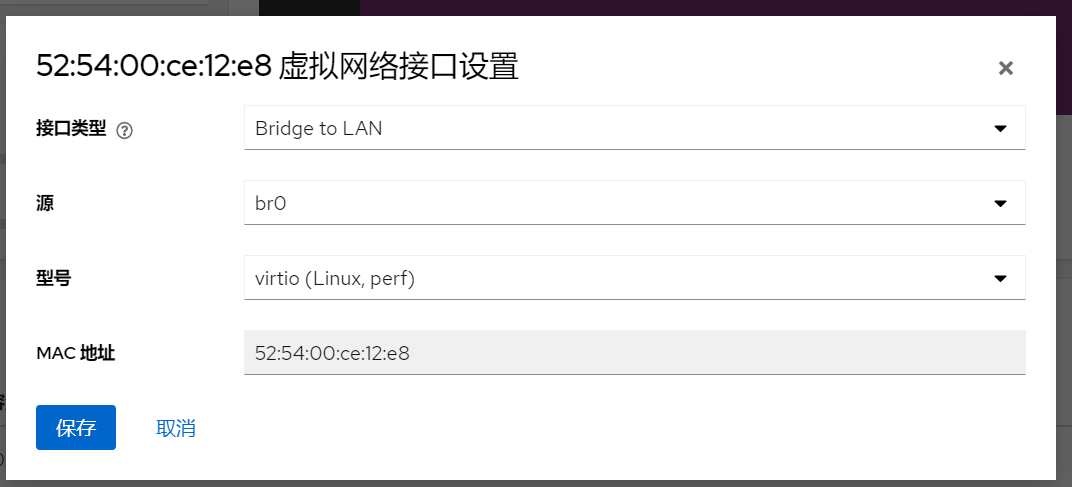 52:54:00:ce:12:e8 虚拟网络接口设置
接口类型
Bridge to LAN
源
br0
型号
virtio (Linux, perf)
MAC 地址
52:54:00:ce:12:e8
保存 取消